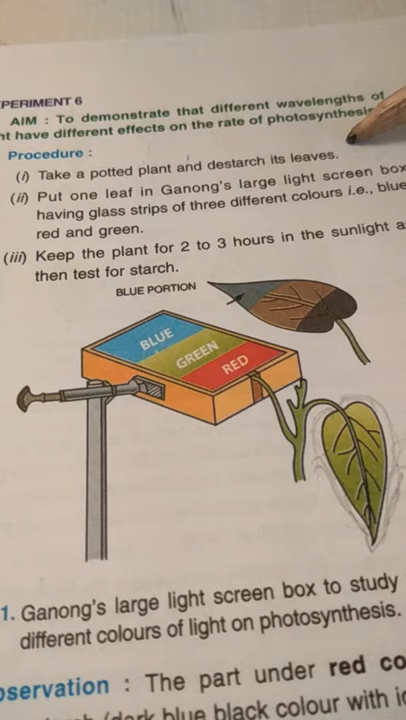 PERIMENT 6
AIM : To demonstrate that different wavelengths of
ht have different effects on the rate of photosynthesis
Procedure :
(i) Take a potted plant and destarch its leaves.
(ii) Put one leaf in Ganong's large light screen box
having glass strips of three different colours i.e., blue
red and green.
(iii) Keep the plant for 2 to 3 hours in the sunlight a
then test for starch.
BLUE PORTION
BLUE
GREEN
RED
1. Ganong's large light screen box to study
different colours of light on photosynthesis.
bservation : The part under red co
(dark blue black colour with io